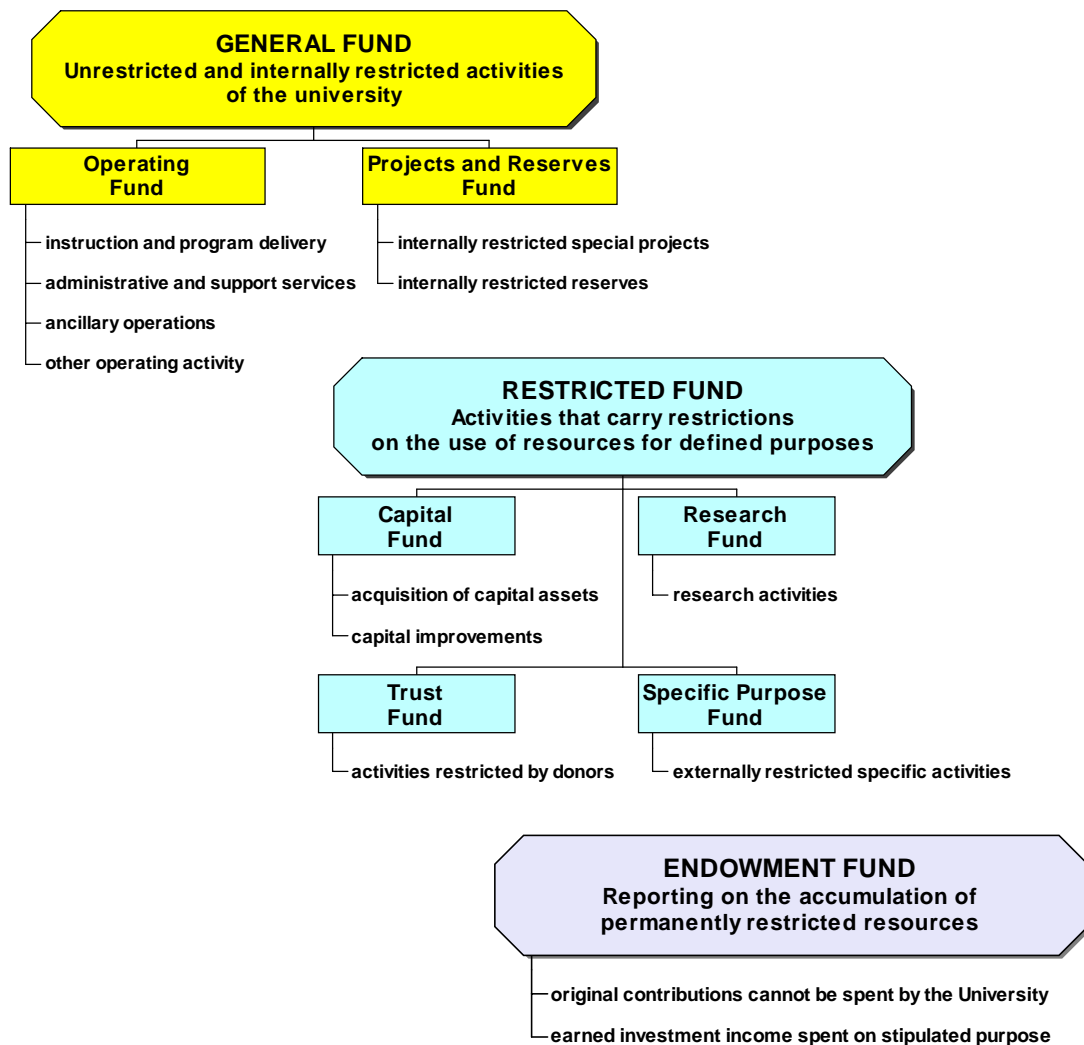 GENERAL FUND
Unrestricted and internally restricted activities
of the university
Operating
Fund
instruction and program delivery
administrative and support services
ancillary operations
other operating activity
Projects and Reserves
Fund
internally restricted special projects
internally restricted reserves
RESTRICTED FUND
Activities that carry restrictions
on the use of resources for defined purposes
Capital
Fund
acquisition of capital assets
capital improvements
Research
Fund
research activities
Trust
Fund
activities restricted by donors
Specific Purpose
Fund
externally restricted specific activities
ENDOWMENT FUND
Reporting on the accumulation of
permanently restricted resources
original contributions cannot be spent by the University
earned investment income spent on stipulated purpose